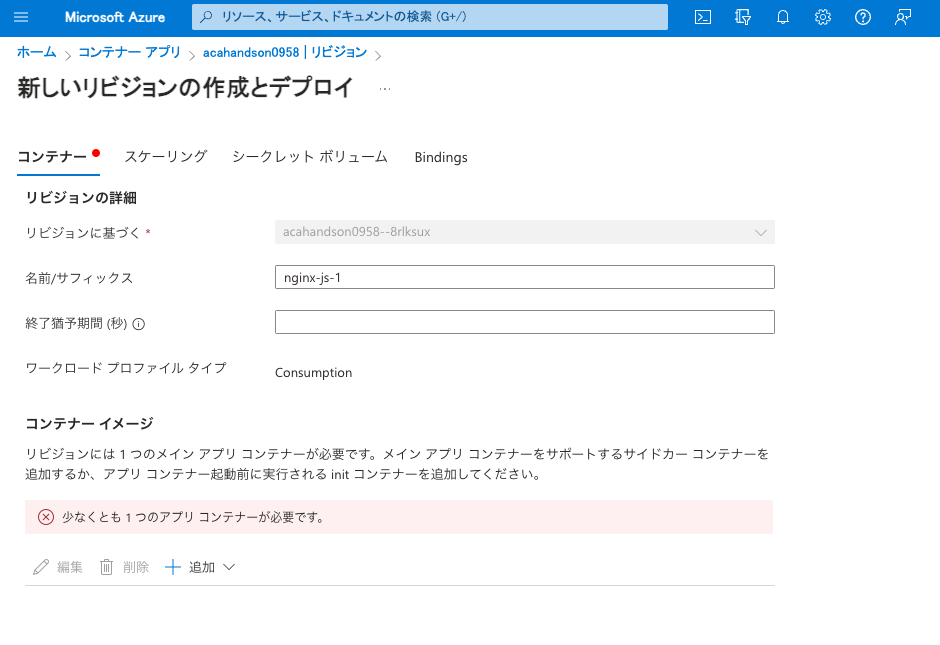 Microsoft Azure
リソース、サービス、ドキュメントの検索 (G+/)
ホーム > コンテナー アプリ > acahandson0958 | リビジョン >
新しいリビジョンの作成とデプロイ ...
コンテナー スケーリング シークレット ボリューム Bindings
リビジョンの詳細
リビジョンに基づく * acahandson0958--8rlksux
名前/サフィックス nginx-js-1
終了猶予期間 (秒)
ワークロード プロファイル タイプ Consumption
コンテナー イメージ
リビジョンには 1 つのメイン アプリ コンテナーが必要です。メイン アプリ コンテナーをサポートするサイドカー コンテナーを
追加するか、アプリ コンテナー起動前に実行される init コンテナーを追加してください。
少なくとも 1 つのアプリ コンテナーが必要です。
編集 削除 追加